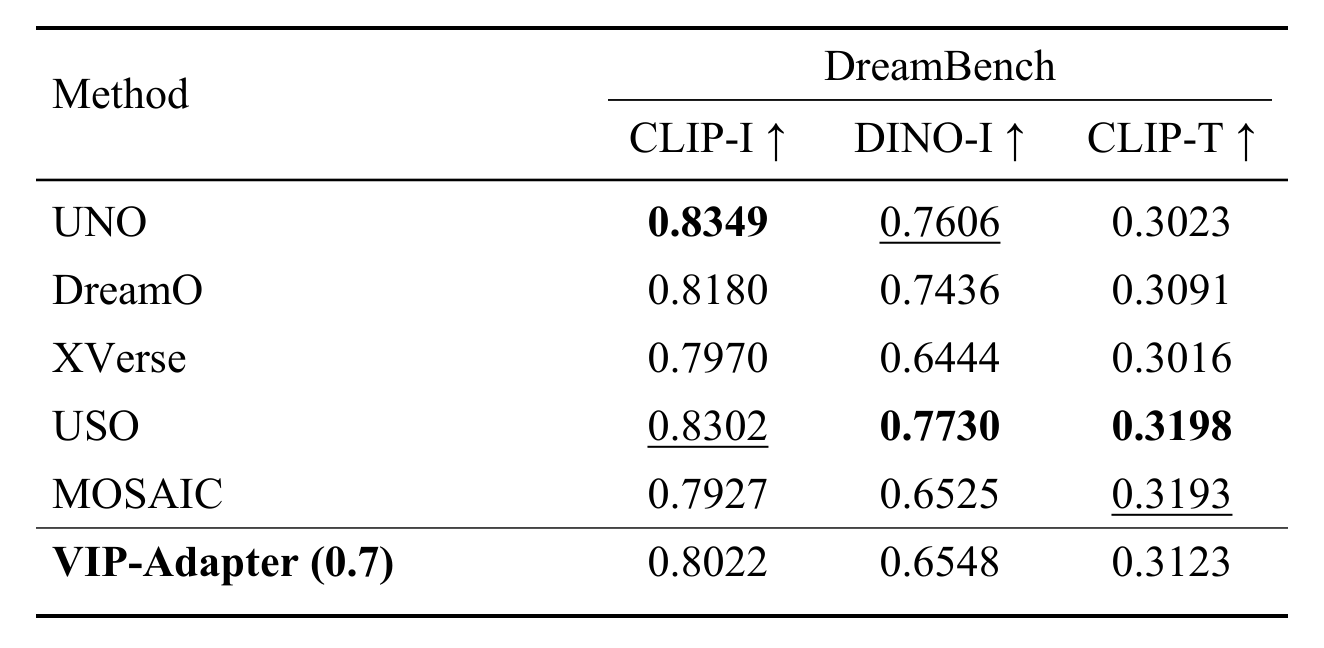 Method DreamBench
CLIP-I ↑ DINO-I ↑ CLIP-T ↑
UNO 0.8349 0.7606 0.3023
DreamO 0.8180 0.7436 0.3091
XVerse 0.7970 0.6444 0.3016
USO 0.8302 0.7730 0.3198
MOSAIC 0.7927 0.6525 0.3193
VIP-Adapter (0.7) 0.8022 0.6548 0.3123